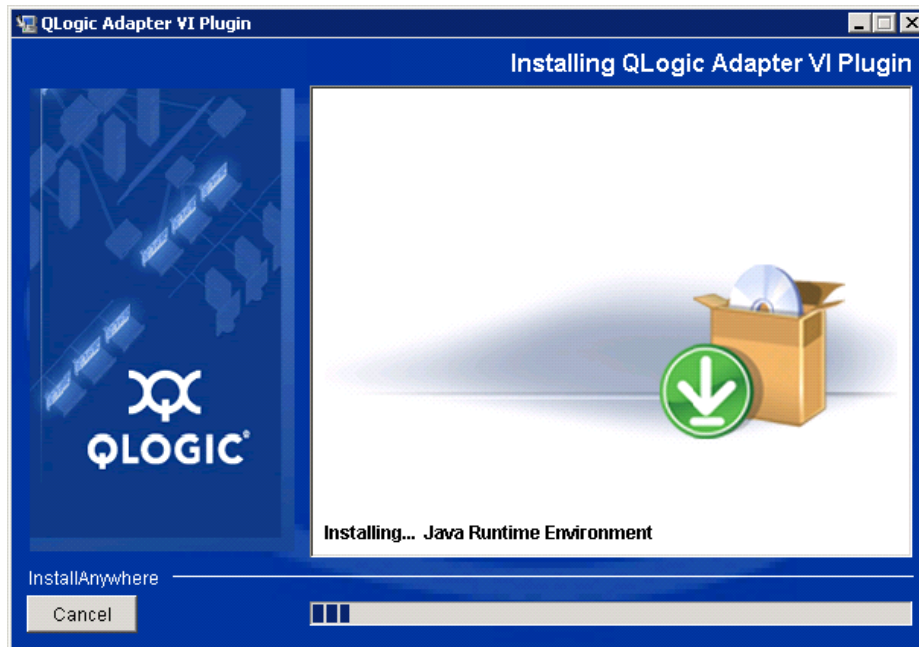 QLogic Adapter VI Plugin
Installing QLogic Adapter VI Plugin
QLOGIC®
Installing... Java Runtime Environment
InstallAnywhere
Cancel